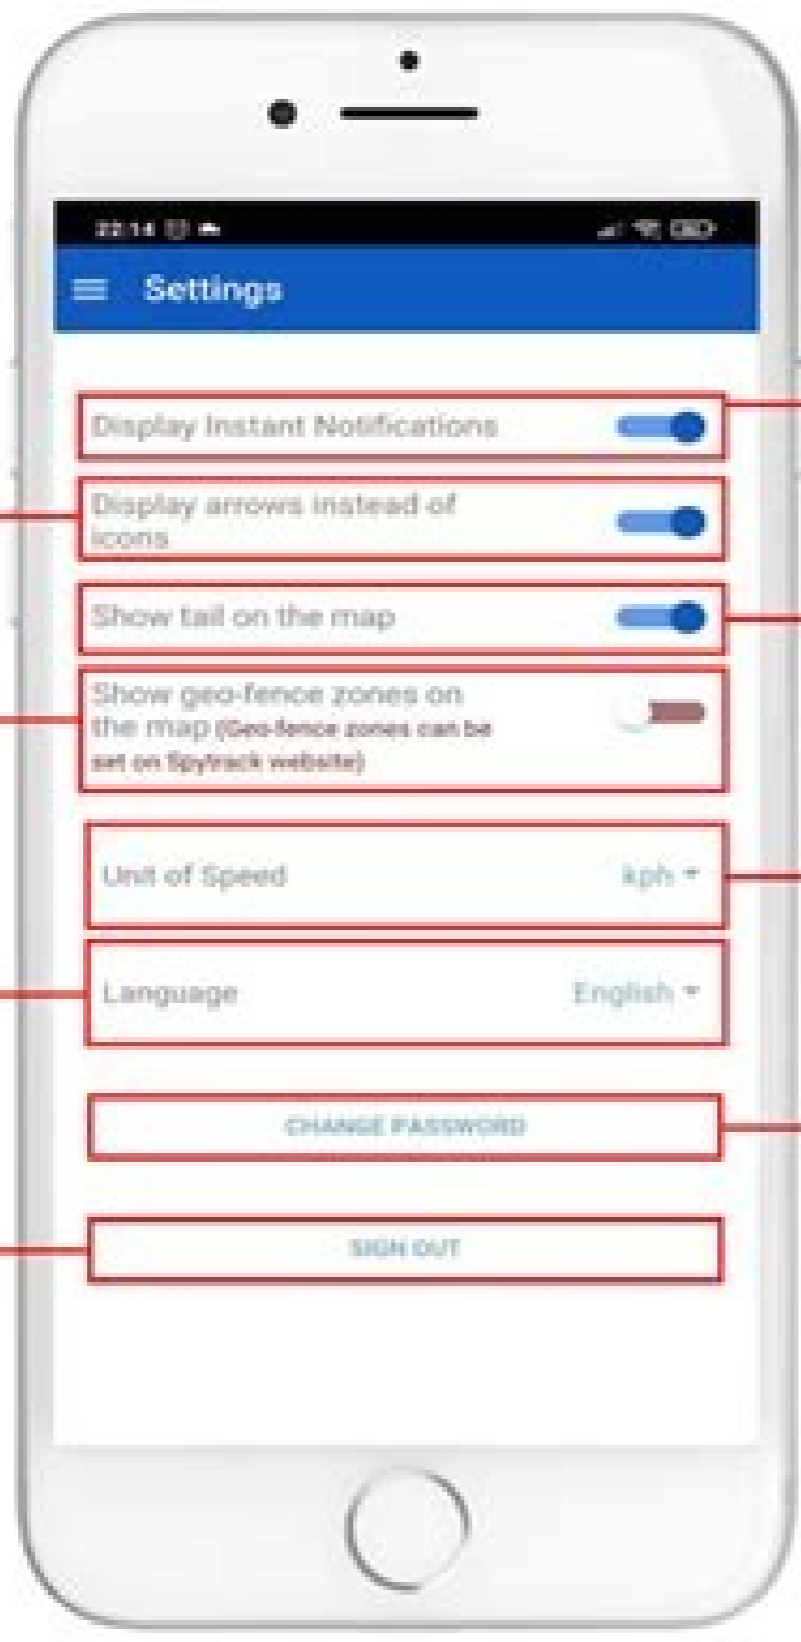 22:14
Settings
Display Instant Notifications
Display arrows instead of
icons
Show tail on the map
Show geo-fence zones on
the map (Geo-fence zones can be
set on Spytrack website)
Unit of Speed kph
Language English
CHANGE PASSWORD
SIGN OUT